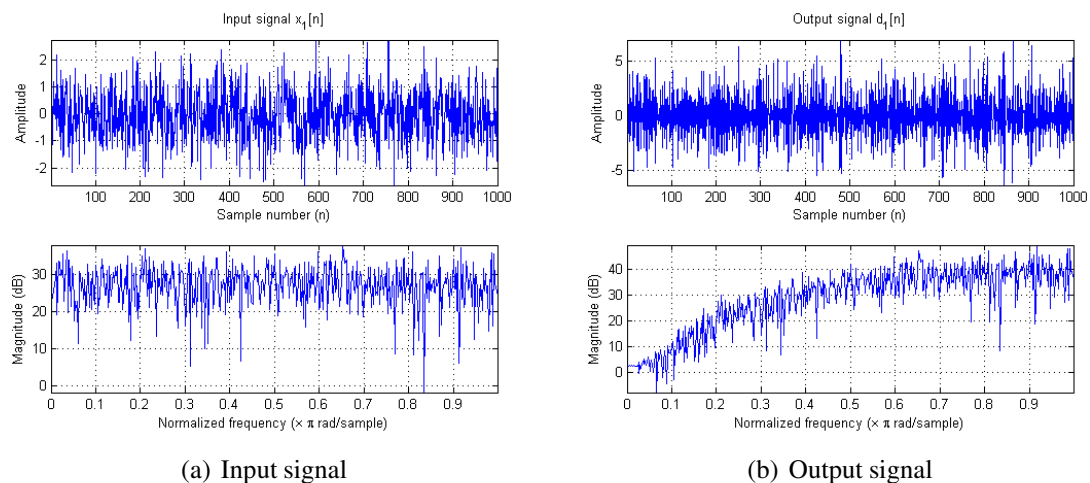 Input signal x₁[n]
Amplitude
2
1
0
-1
-2
100 200 300 400 500 600 700 800 900 1000
Sample number (n)
Magnitude (dB)
30
20
10
0
0 0.1 0.2 0.3 0.4 0.5 0.6 0.7 0.8 0.9
Normalized frequency (× π rad/sample)
(a) Input signal
Output signal d₁[n]
Amplitude
5
0
-5
100 200 300 400 500 600 700 800 900 1000
Sample number (n)
Magnitude (dB)
40
30
20
10
0
0 0.1 0.2 0.3 0.4 0.5 0.6 0.7 0.8 0.9
Normalized frequency (× π rad/sample)
(b) Output signal